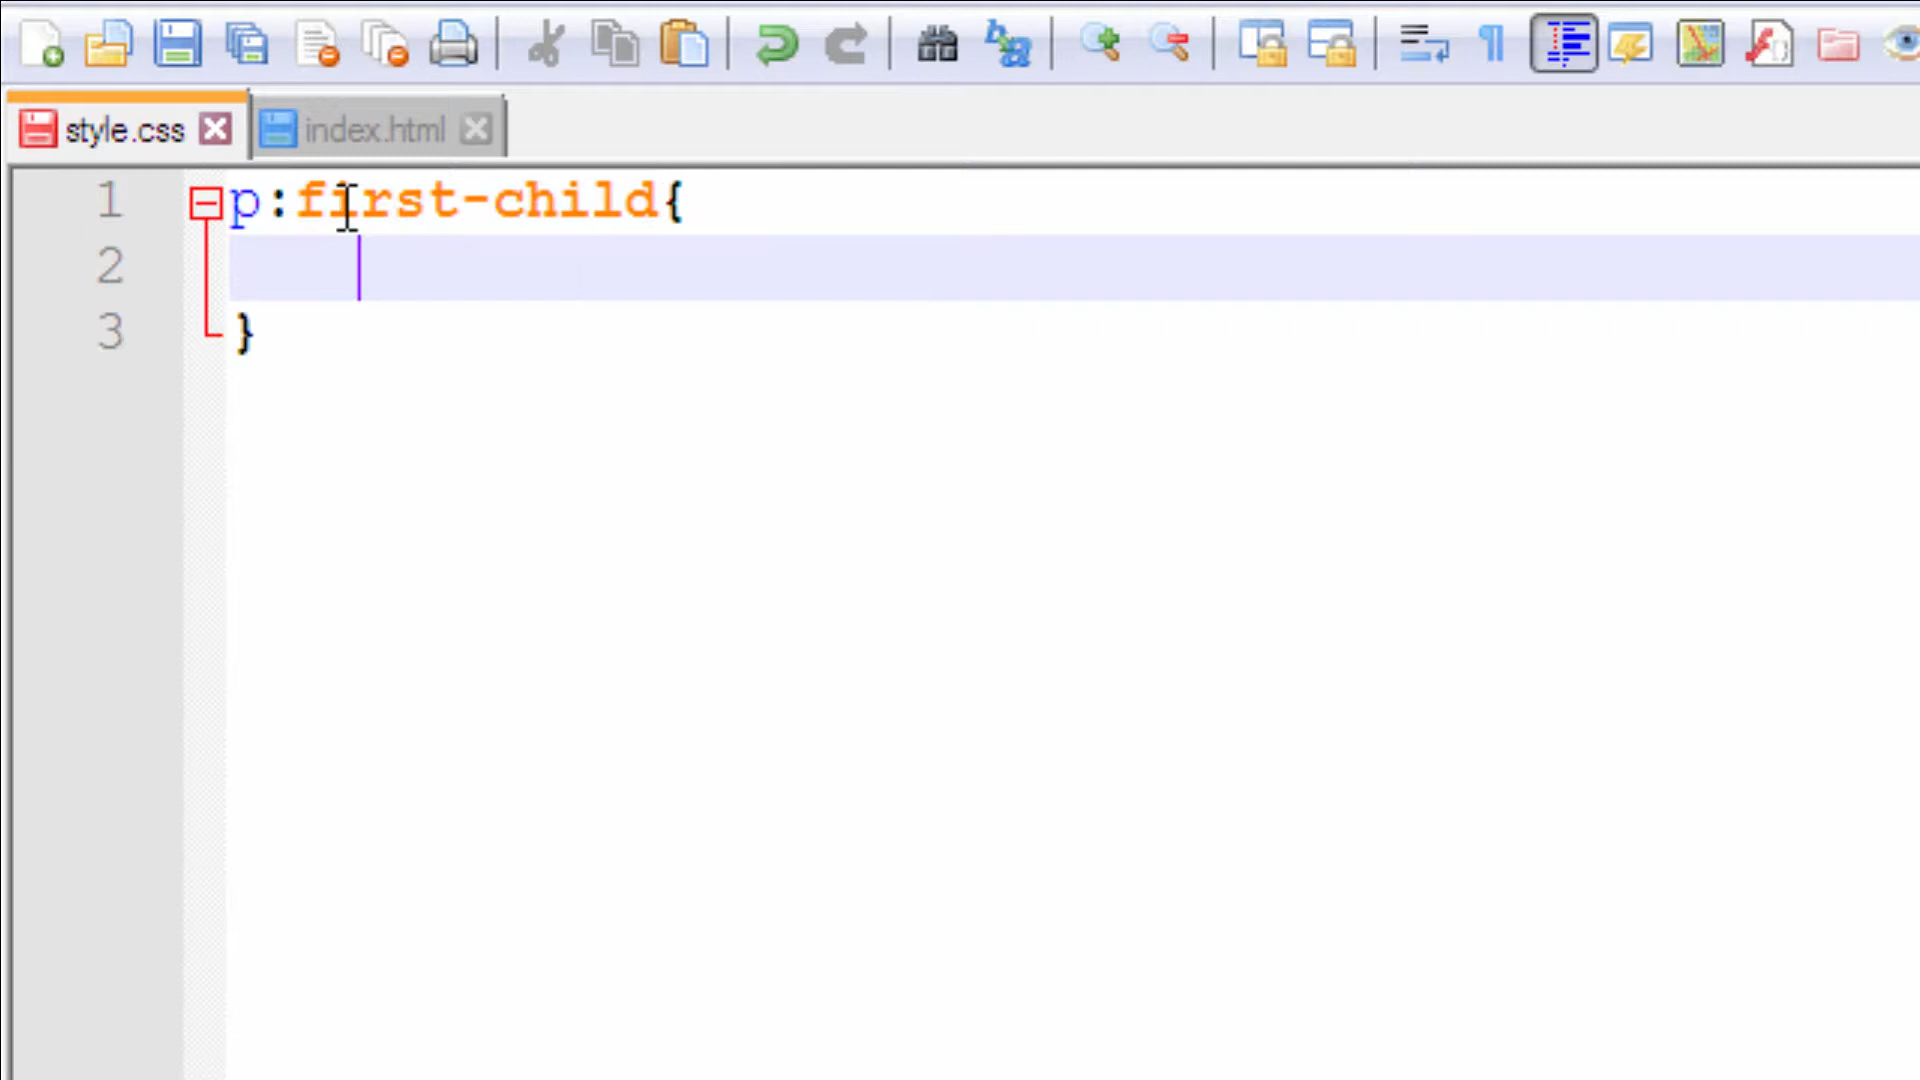 style.css index.html
1 p:first-child{
2
3 }